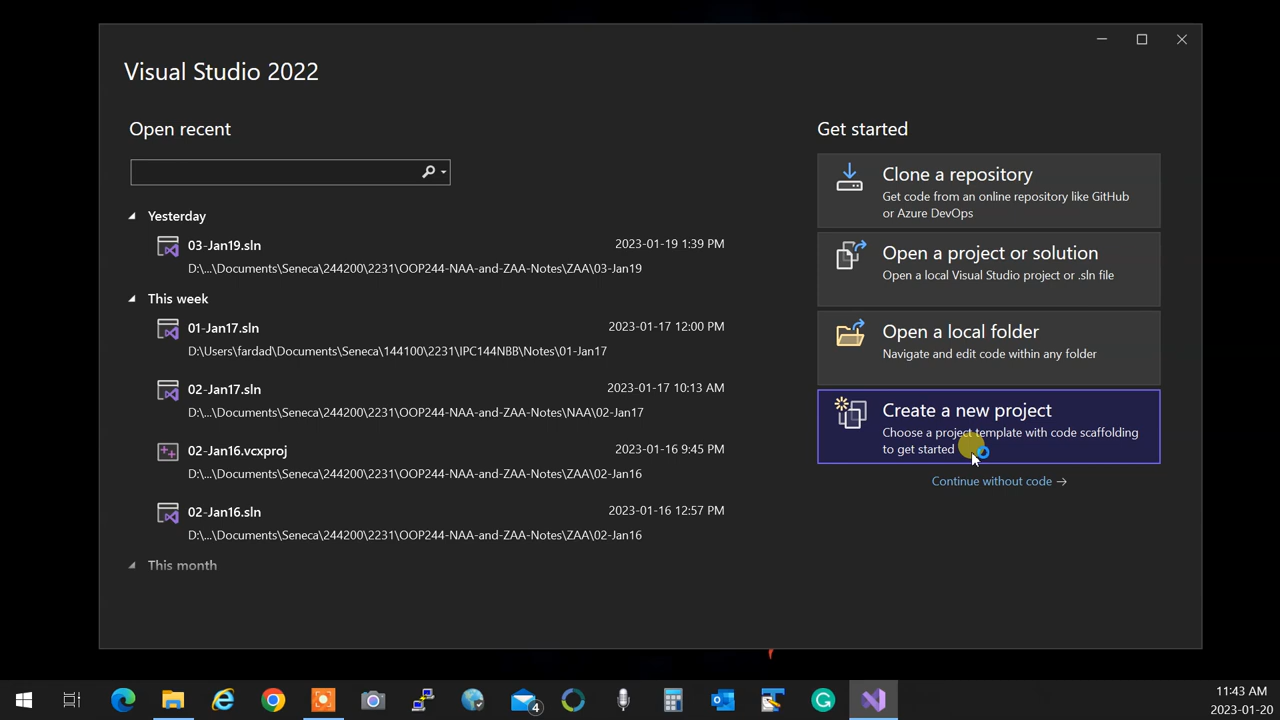 Visual Studio 2022
Open recent
Yesterday
03-Jan19.sln
2023-01-19 1:39 PM
D:\...\Documents\Seneca\244200\2231\OOP244-NAA-and-ZAA-Notes\ZAA\03-Jan19
This week
01-Jan17.sln
2023-01-17 12:00 PM
D:\Users\fardad\Documents\Seneca\144100\2231\IPC144NBB\Notes\01-Jan17
02-Jan17.sln
2023-01-17 10:13 AM
D:\...\Documents\Seneca\244200\2231\OOP244-NAA-and-ZAA-Notes\NAA\02-Jan17
02-Jan16.vcxproj
2023-01-16 9:45 PM
D:\...\Documents\Seneca\244200\2231\OOP244-NAA-and-ZAA-Notes\ZAA\02-Jan16
02-Jan16.sln
2023-01-16 12:57 PM
D:\...\Documents\Seneca\244200\2231\OOP244-NAA-and-ZAA-Notes\ZAA\02-Jan16
This month
Get started
Clone a repository
Get code from an online repository like GitHub
or Azure DevOps
Open a project or solution
Open a local Visual Studio project or .sln file
Open a local folder
Navigate and edit code within any folder
Create a new project
Choose a project template with code scaffolding
to get started
Continue without code →
4
11:43 AM
2023-01-20